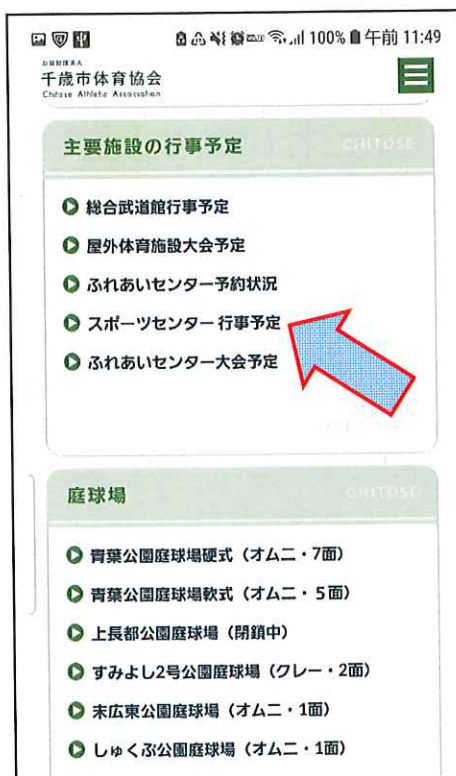 100% 午前 11:49
公益財団法人
千歳市体育協会
Chitose Athletic Association
主要施設の行事予定
CHITOSE
総合武道館行事予定
屋外体育施設大会予定
ふれあいセンター予約状況
スポーツセンター 行事予定
ふれあいセンター大会予定
庭球場
CHITOSE
青葉公園庭球場硬式（オムニ・7面）
青葉公園庭球場軟式（オムニ・５面）
上長都公園庭球場（閉鎖中）
すみよし2号公園庭球場（クレー・2面）
末広東公園庭球場（オムニ・1面）
しゅくぶ公園庭球場（オムニ・1面）